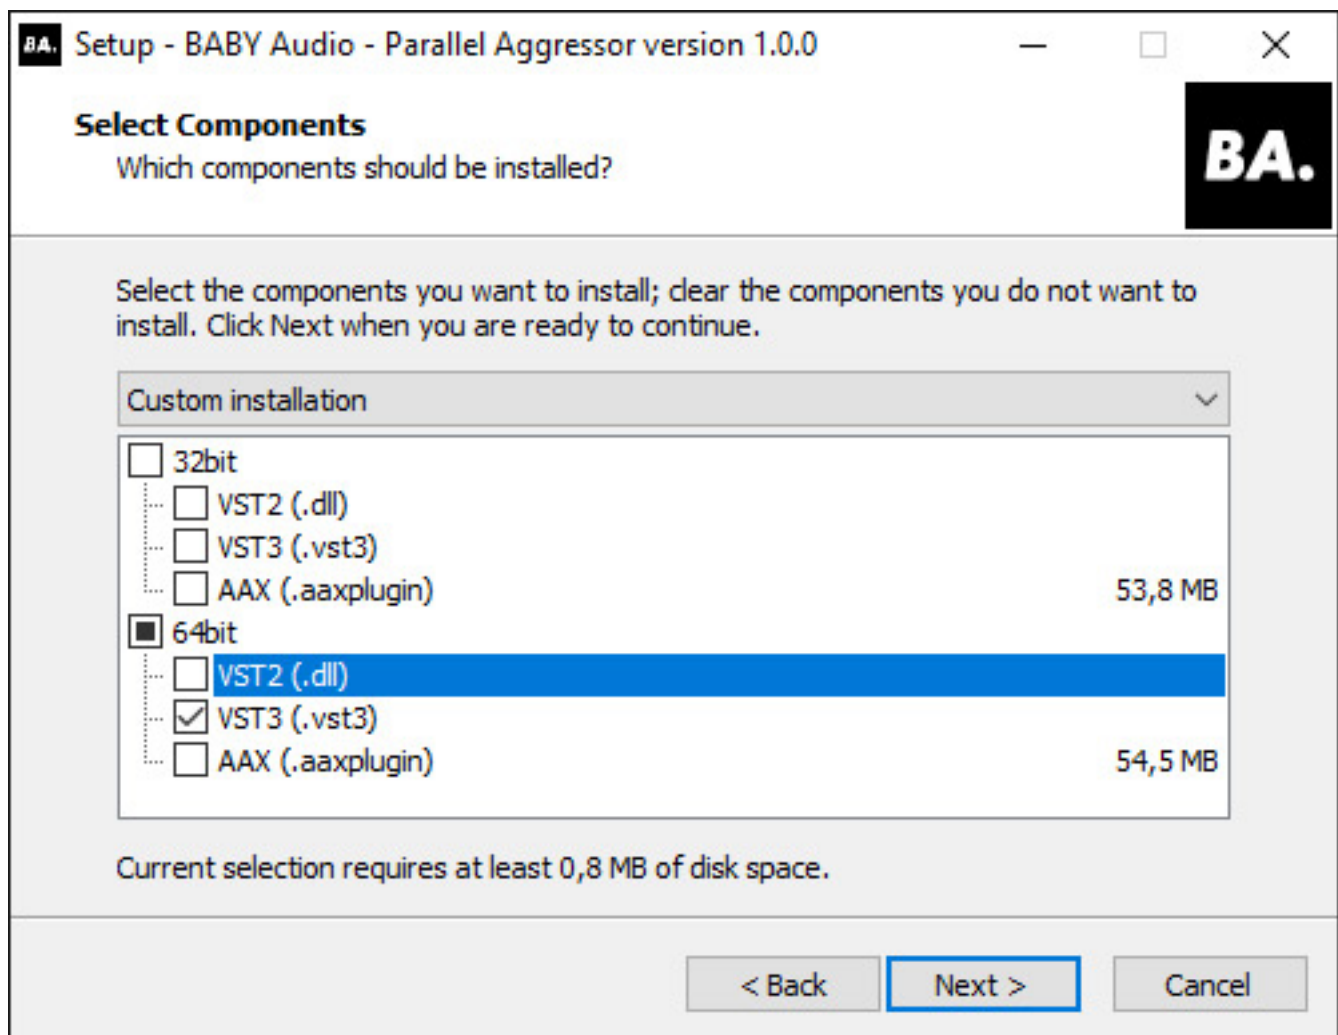 BA. Setup - BABY Audio - Parallel Aggressor version 1.0.0
Select Components
Which components should be installed?
BA.
Select the components you want to install; clear the components you do not want to
install. Click Next when you are ready to continue.
Custom installation
32bit
VST2 (.dll)
VST3 (.vst3)
AAX (.aaxplugin) 53,8 MB
64bit
VST2 (.dll)
VST3 (.vst3)
AAX (.aaxplugin) 54,5 MB
Current selection requires at least 0,8 MB of disk space.
< Back Next > Cancel